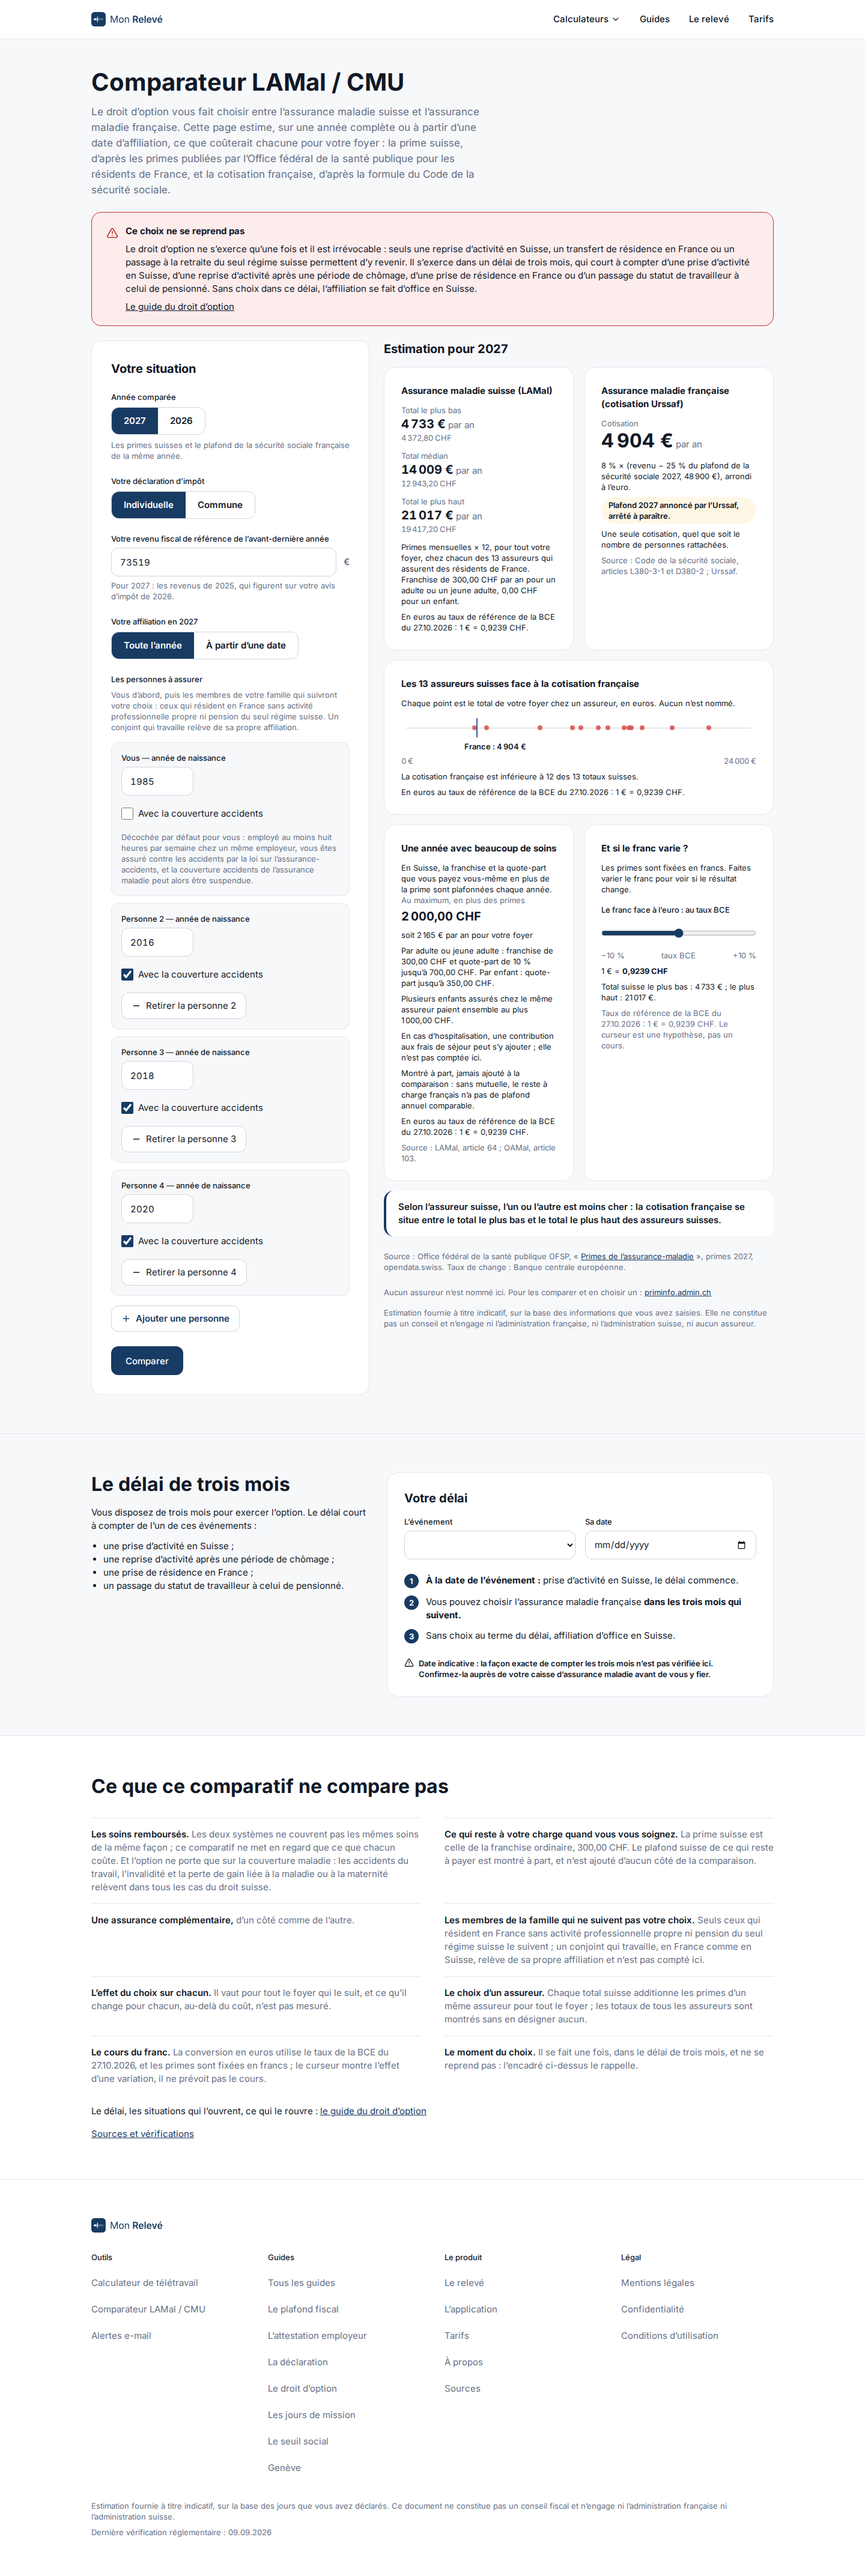 Mon Relevé
Calculateurs
Guides
Le relevé
Tarifs
Comparateur LAMal / CMU
Le droit d’option vous fait choisir entre l’assurance maladie suisse et l’assurance
maladie française. Cette page estime, sur une année complète ou à partir d’une
date d’affiliation, ce que coûterait chacune pour votre foyer : la prime suisse,
d’après les primes publiées par l’Office fédéral de la santé publique pour les
résidents de France, et la cotisation française, d’après la formule du Code de la
sécurité sociale.
Ce choix ne se reprend pas
Le droit d’option ne s’exerce qu’une fois et il est irrévocable : seuls une reprise d’activité en Suisse, un transfert de résidence en France ou un
passage à la retraite du seul régime suisse permettent d’y revenir. Il s’exerce dans un délai de trois mois, qui court à compter d’une prise d’activité
en Suisse, d’une reprise d’activité après une période de chômage, d’une prise de résidence en France ou d’un passage du statut de travailleur à
celui de pensionné. Sans choix dans ce délai, l’affiliation se fait d’office en Suisse.
Le guide du droit d’option
Votre situation
Année comparée
2027
2026
Les primes suisses et le plafond de la sécurité sociale française
de la même année.
Votre déclaration d’impôt
Individuelle
Commune
Votre revenu fiscal de référence de l’avant-dernière année
73519
€
Pour 2027 : les revenus de 2025, qui figurent sur votre avis
d’impôt de 2026.
Votre affiliation en 2027
Toute l’année
À partir d’une date
Les personnes à assurer
Vous d’abord, puis les membres de votre famille qui suivront
votre choix : ceux qui résident en France sans activité
professionnelle propre ni pension du seul régime suisse. Un
conjoint qui travaille relève de sa propre affiliation.
Vous — année de naissance
1985
Avec la couverture accidents
Décochée par défaut pour vous : employé au moins huit
heures par semaine chez un même employeur, vous êtes
assuré contre les accidents par la loi sur l’assurance-
accidents, et la couverture accidents de l’assurance
maladie peut alors être suspendue.
Personne 2 — année de naissance
2016
Avec la couverture accidents
Retirer la personne 2
Personne 3 — année de naissance
2018
Avec la couverture accidents
Retirer la personne 3
Personne 4 — année de naissance
2020
Avec la couverture accidents
Retirer la personne 4
Ajouter une personne
Comparer
Estimation pour 2027
Assurance maladie suisse (LAMal)
Total le plus bas
4 733 € par an
4 372,80 CHF
Total médian
14 009 € par an
12 943,20 CHF
Total le plus haut
21 017 € par an
19 417,20 CHF
Primes mensuelles × 12, pour tout votre
foyer, chez chacun des 13 assureurs qui
assurent des résidents de France.
Franchise de 300,00 CHF par an pour un
adulte ou un jeune adulte, 0,00 CHF
pour un enfant.
En euros au taux de référence de la BCE
du 27.10.2026 : 1 € = 0,9239 CHF.
Assurance maladie française
(cotisation Urssaf)
Cotisation
4 904 € par an
8 % × (revenu − 25 % du plafond de la
sécurité sociale 2027, 48 900 €), arrondi
à l’euro.
Plafond 2027 annoncé par l’Urssaf,
arrêté à paraître.
Une seule cotisation, quel que soit le
nombre de personnes rattachées.
Source : Code de la sécurité sociale,
articles L380-3-1 et D380-2 ; Urssaf.
Les 13 assureurs suisses face à la cotisation française
Chaque point est le total de votre foyer chez un assureur, en euros. Aucun n’est nommé.
France : 4 904 €
0 €
24 000 €
La cotisation française est inférieure à 12 des 13 totaux suisses.
En euros au taux de référence de la BCE du 27.10.2026 : 1 € = 0,9239 CHF.
Une année avec beaucoup de soins
En Suisse, la franchise et la quote-part
que vous payez vous-même en plus de
la prime sont plafonnées chaque année.
Au maximum, en plus des primes
2 000,00 CHF
soit 2 165 € par an pour votre foyer
Par adulte ou jeune adulte : franchise de
300,00 CHF et quote-part de 10 %
jusqu’à 700,00 CHF. Par enfant : quote-
part jusqu’à 350,00 CHF.
Plusieurs enfants assurés chez le même
assureur paient ensemble au plus
1 000,00 CHF.
En cas d’hospitalisation, une contribution
aux frais de séjour peut s’y ajouter ; elle
n’est pas comptée ici.
Montré à part, jamais ajouté à la
comparaison : sans mutuelle, le reste à
charge français n’a pas de plafond
annuel comparable.
En euros au taux de référence de la BCE
du 27.10.2026 : 1 € = 0,9239 CHF.
Source : LAMal, article 64 ; OAMal, article
103.
Et si le franc varie ?
Les primes sont fixées en francs. Faites
varier le franc pour voir si le résultat
change.
Le franc face à l’euro : au taux BCE
−10 %
taux BCE
+10 %
1 € = 0,9239 CHF
Total suisse le plus bas : 4 733 € ; le plus
haut : 21 017 €.
Taux de référence de la BCE du
27.10.2026 : 1 € = 0,9239 CHF. Le
curseur est une hypothèse, pas un
cours.
Selon l’assureur suisse, l’un ou l’autre est moins cher : la cotisation française se
situe entre le total le plus bas et le total le plus haut des assureurs suisses.
Source : Office fédéral de la santé publique OFSP, « Primes de l’assurance-maladie », primes 2027,
opendata.swiss. Taux de change : Banque centrale européenne.
Aucun assureur n’est nommé ici. Pour les comparer et en choisir un : priminfo.admin.ch
Estimation fournie à titre indicatif, sur la base des informations que vous avez saisies. Elle ne constitue
pas un conseil et n’engage ni l’administration française, ni l’administration suisse, ni aucun assureur.
Le délai de trois mois
Vous disposez de trois mois pour exercer l’option. Le délai court
à compter de l’un de ces événements :
• une prise d’activité en Suisse ;
• une reprise d’activité après une période de chômage ;
• une prise de résidence en France ;
• un passage du statut de travailleur à celui de pensionné.
Votre délai
L’événement
Sa date
mm/dd/yyyy
1 À la date de l’événement : prise d’activité en Suisse, le délai commence.
2 Vous pouvez choisir l’assurance maladie française dans les trois mois qui
suivent.
3 Sans choix au terme du délai, affiliation d’office en Suisse.
Date indicative : la façon exacte de compter les trois mois n’est pas vérifiée ici.
Confirmez-la auprès de votre caisse d’assurance maladie avant de vous y fier.
Ce que ce comparatif ne compare pas
Les soins remboursés. Les deux systèmes ne couvrent pas les mêmes soins
de la même façon ; ce comparatif ne met en regard que ce que chacun
coûte. Et l’option ne porte que sur la couverture maladie : les accidents du
travail, l’invalidité et la perte de gain liée à la maladie ou à la maternité
relèvent dans tous les cas du droit suisse.
Ce qui reste à votre charge quand vous vous soignez. La prime suisse est
celle de la franchise ordinaire, 300,00 CHF. Le plafond suisse de ce qui reste
à payer est montré à part, et n’est ajouté d’aucun côté de la comparaison.
Une assurance complémentaire, d’un côté comme de l’autre.
Les membres de la famille qui ne suivent pas votre choix. Seuls ceux qui
résident en France sans activité professionnelle propre ni pension du seul
régime suisse le suivent ; un conjoint qui travaille, en France comme en
Suisse, relève de sa propre affiliation et n’est pas compté ici.
L’effet du choix sur chacun. Il vaut pour tout le foyer qui le suit, et ce qu’il
change pour chacun, au-delà du coût, n’est pas mesuré.
Le choix d’un assureur. Chaque total suisse additionne les primes d’un
même assureur pour tout le foyer ; les totaux de tous les assureurs sont
montrés sans en désigner aucun.
Le cours du franc. La conversion en euros utilise le taux de la BCE du
27.10.2026, et les primes sont fixées en francs ; le curseur montre l’effet
d’une variation, il ne prévoit pas le cours.
Le moment du choix. Il se fait une fois, dans le délai de trois mois, et ne se
reprend pas : l’encadré ci-dessus le rappelle.
Le délai, les situations qui l’ouvrent, ce qui le rouvre : le guide du droit d’option
Sources et vérifications
Mon Relevé
Outils
Calculateur de télétravail
Comparateur LAMal / CMU
Alertes e-mail
Guides
Tous les guides
Le plafond fiscal
L’attestation employeur
La déclaration
Le droit d’option
Les jours de mission
Le seuil social
Genève
Le produit
Le relevé
L’application
Tarifs
À propos
Sources
Légal
Mentions légales
Confidentialité
Conditions d’utilisation
Estimation fournie à titre indicatif, sur la base des jours que vous avez déclarés. Ce document ne constitue pas un conseil fiscal et n’engage ni l’administration française ni
l’administration suisse.
Dernière vérification réglementaire : 09.09.2026